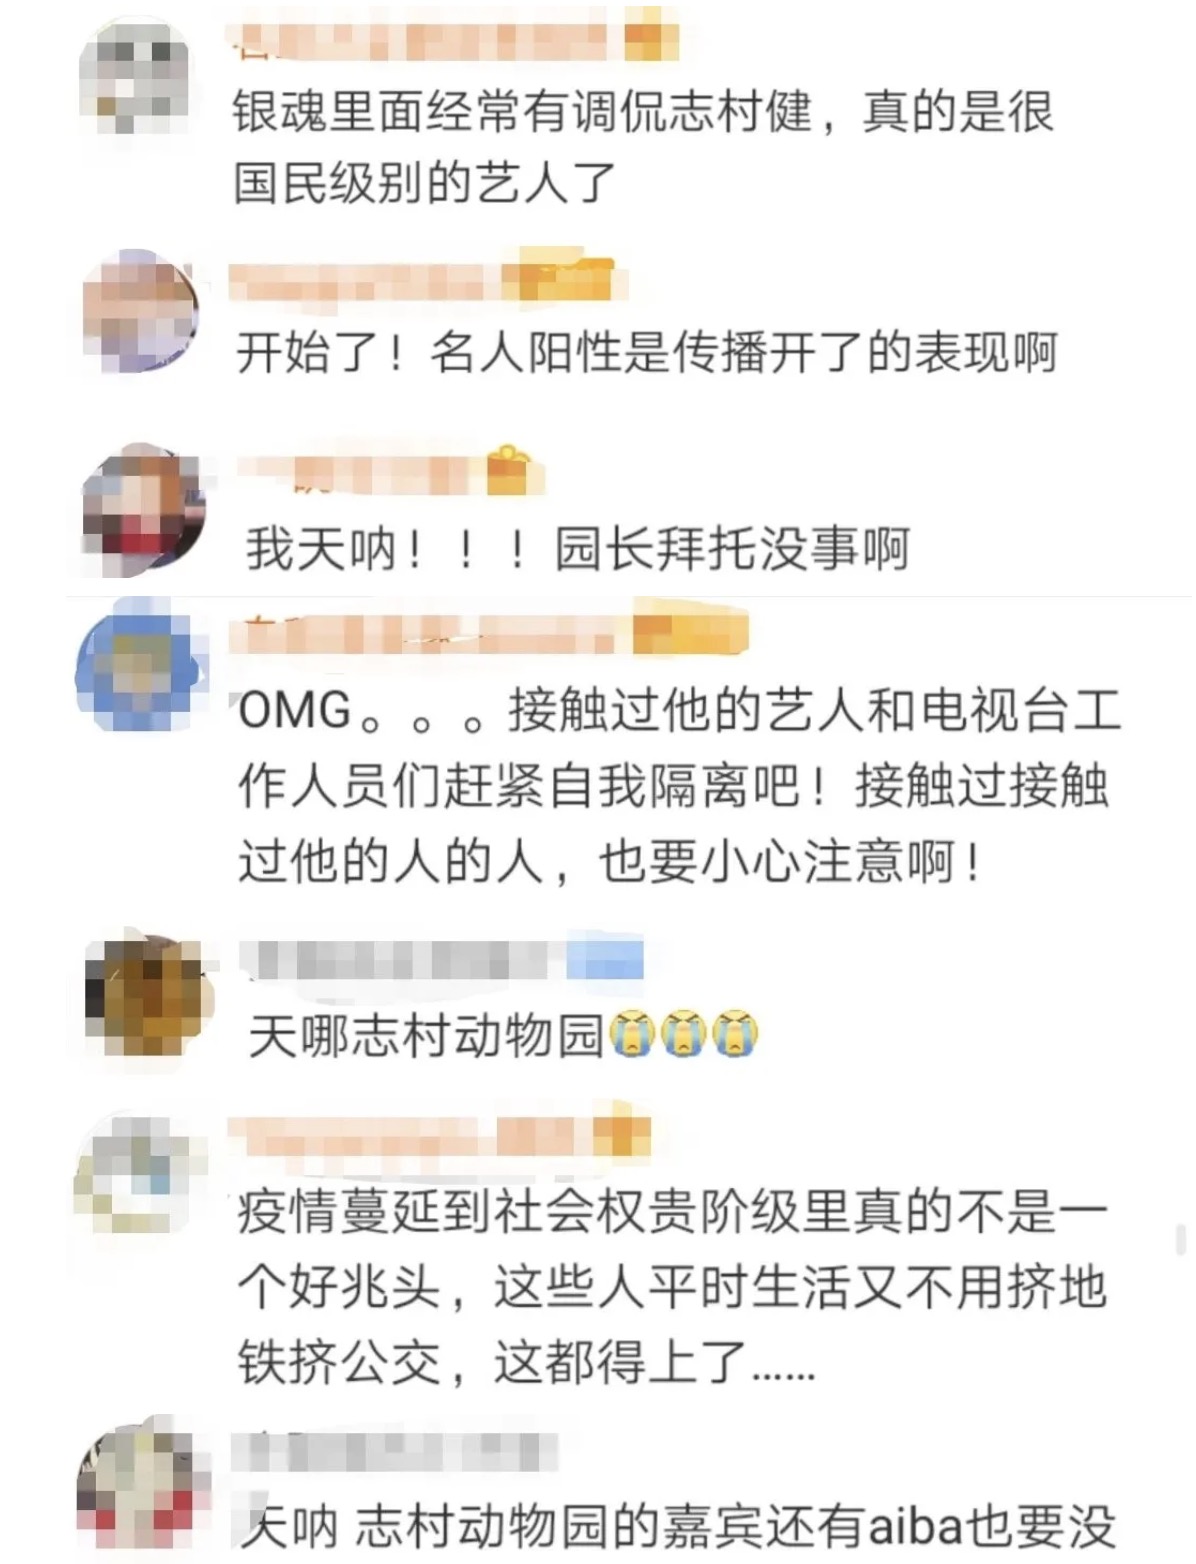 银魂里面经常有调侃志村健，真的是很
国民级别的艺人了
开始了！名人阳性是传播开了的表现啊
我天呐！！！园长拜托没事啊
OMG。。。接触过他的艺人和电视台工
作人员们赶紧自我隔离吧！接触过接触
过他的人的人，也要小心注意啊！
天哪志村动物园😭😭😭
疫情蔓延到社会权贵阶级里真的不是一
个好兆头，这些人平时生活又不用挤地
铁挤公交，这都得上了......
天呐 志村动物园的嘉宾还有aiba也要没